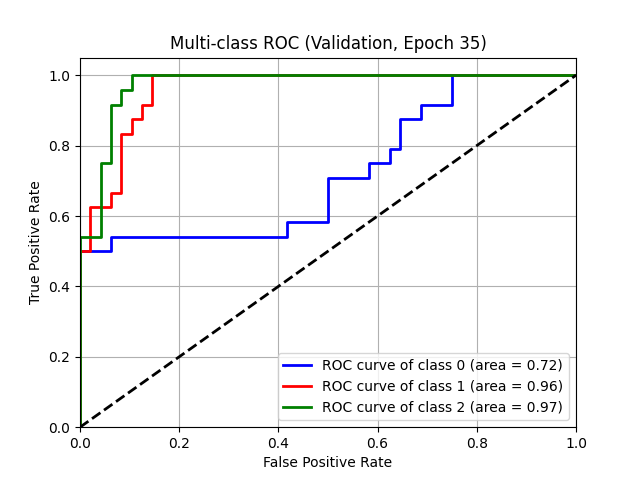 Multi-class ROC (Validation, Epoch 35)
True Positive Rate
1.0
0.8
0.6
0.4
0.2
0.0
ROC curve of class 0 (area = 0.72)
ROC curve of class 1 (area = 0.96)
ROC curve of class 2 (area = 0.97)
0.0 0.2 0.4 0.6 0.8 1.0
False Positive Rate